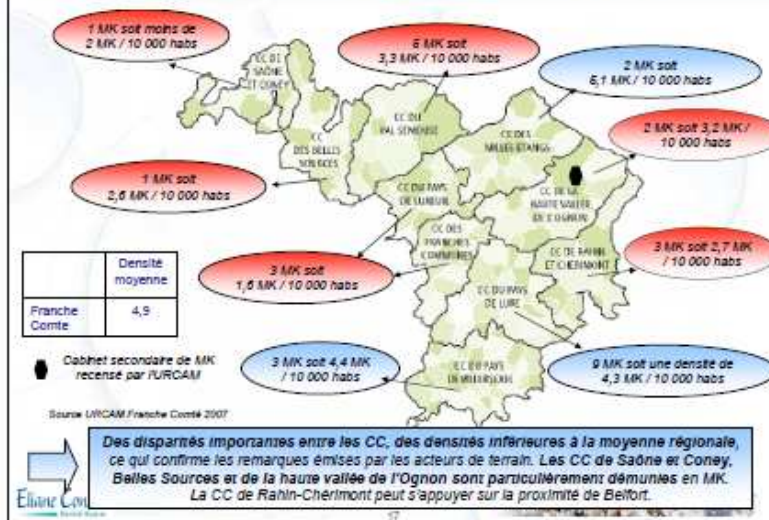 1 MK soit moins de
2 MK / 10 000 habs
6 MK soit
3,3 MK / 10 000 habs
2 MK soit
6,1 MK / 10 000 habs
2 MK soit 3,2 MK /
10 000 habs
1 MK soit
2,6 MK / 10 000 habs
3 MK soit
1,6 MK / 10 000 habs
3 MK soit 2,7 MK
/ 10 000 habs
3 MK soit 4,4 MK
/ 10 000 habs
9 MK soit une densité de
4,3 MK / 10 000 habs
CC DE
SAÔNE
ET CONEY
CC
DES BELLES
SOURCES
CC DU
VAL SEMOUSE
CC DES
MILLES ETANGS
CC DU PAYS
DE LUXEUIL
CC DE LA
HAUTE VALLEE
DE L'OGNON
CC DES
FRANCHES
COMMUNES
CC DE RAHIN
ET CHERIMONT
CC DU PAYS
DE LURE
CC DU PAYS
DE VILLERSEXEL
Densité
moyenne
Franche
Comte
4,9
Cabinet secondaire de MK
recensé par l'URCAM
Source URCAM Franche Comté 2007
Des disparités importantes entre les CC, des densités inférieures à la moyenne régionale,
ce qui confirme les remarques émises par les acteurs de terrain. Les CC de Saône et Coney,
Belles Sources et de la haute vallée de l'Ognon sont particulièrement démunies en MK.
La CC de Rahin-Chérimont peut s'appuyer sur la proximité de Belfort.
Eliane Con
17